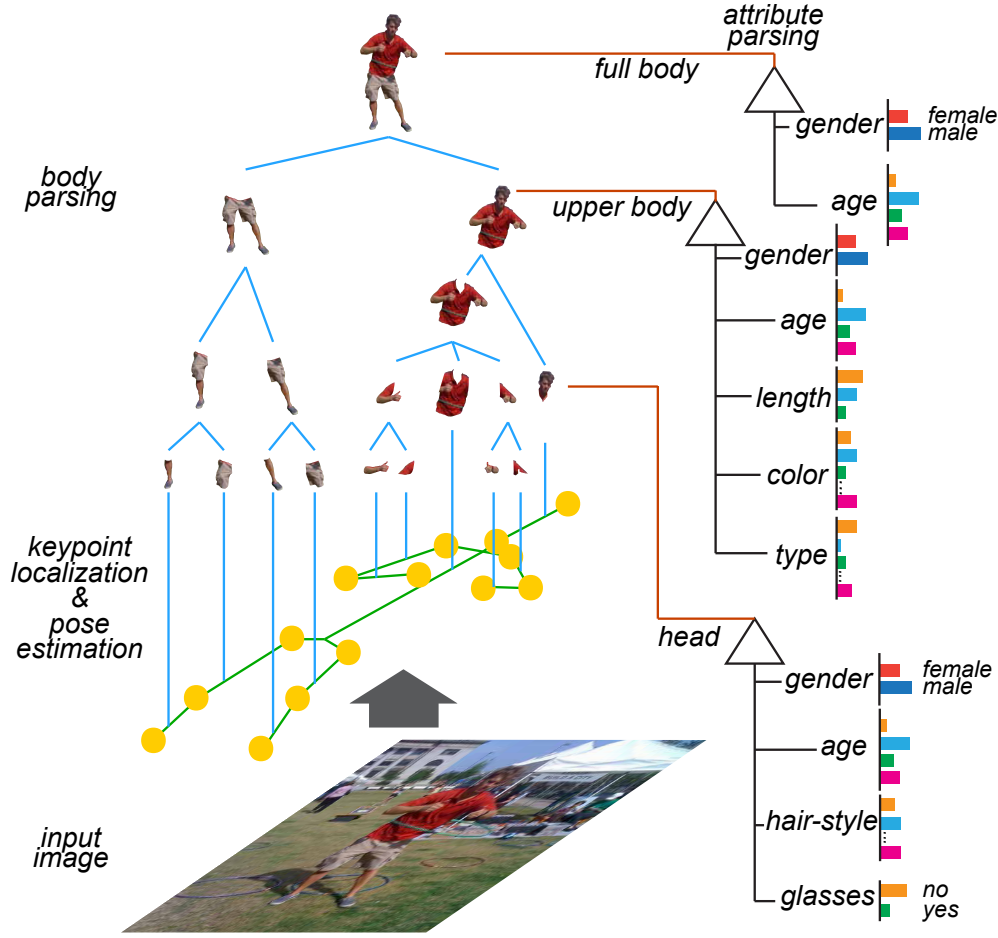 attribute
parsing
full body
gender
female
male
age
body
parsing
upper body
gender
age
length
color
type
keypoint
localization
&
pose
estimation
head
gender
female
male
age
hair-style
glasses
no
yes
input
image